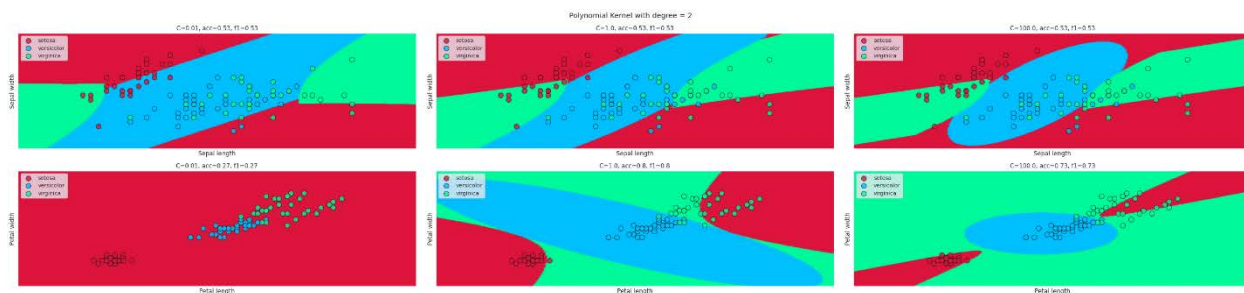 Polynomial Kernel with degree = 2
C=0.01, acc=0.53, f1=0.53
setosa
versicolor
virginica
Sepal width
Sepal length
C=1.0, acc=0.53, f1=0.53
setosa
versicolor
virginica
Sepal width
Sepal length
C=100.0, acc=0.53, f1=0.53
setosa
versicolor
virginica
Sepal width
Sepal length
C=0.01, acc=0.27, f1=0.27
setosa
versicolor
virginica
Petal width
Petal length
C=1.0, acc=0.8, f1=0.8
setosa
versicolor
virginica
Petal width
Petal length
C=100.0, acc=0.73, f1=0.73
setosa
versicolor
virginica
Petal width
Petal length